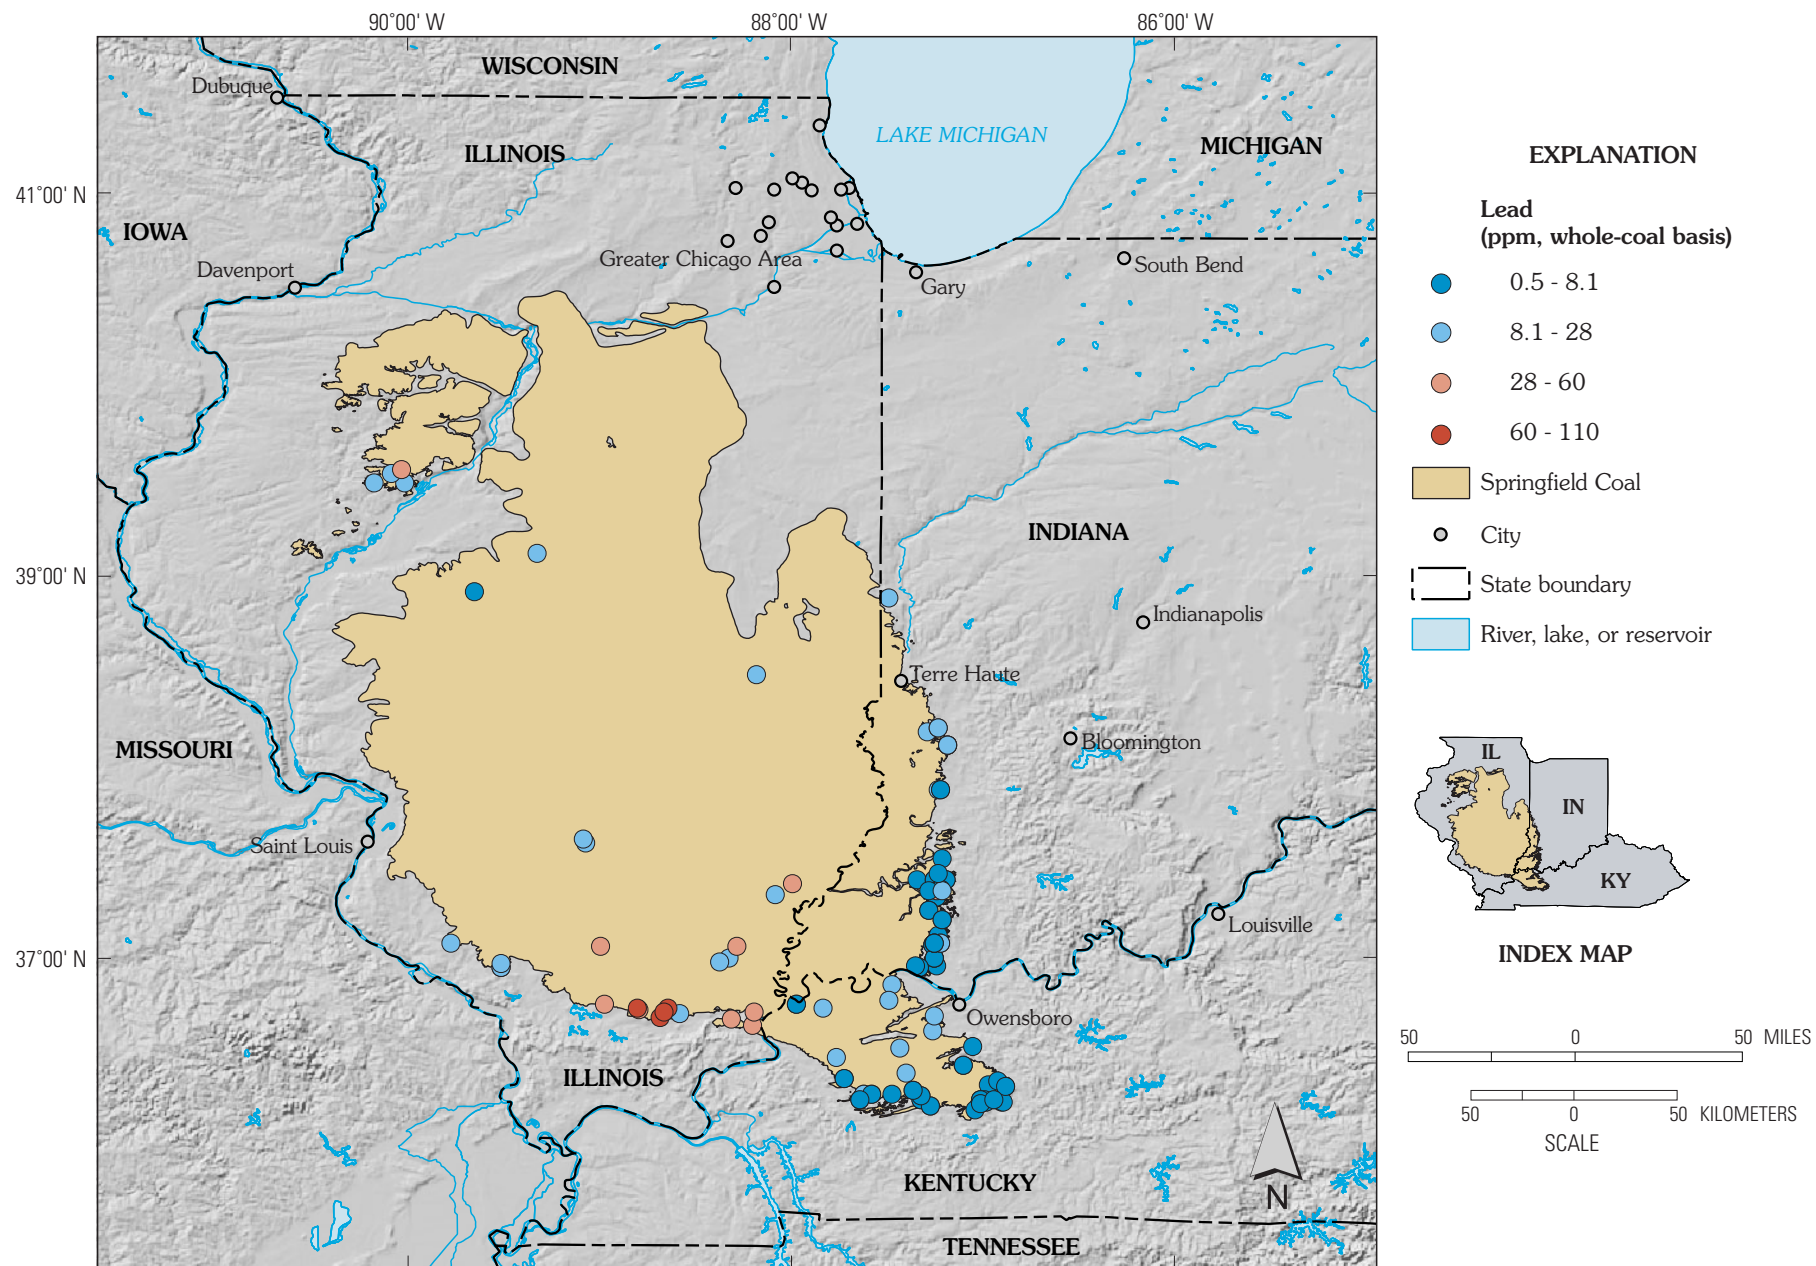 90°00' W
88°00' W
86°00' W
WISCONSIN
Dubuque
LAKE MICHIGAN
ILLINOIS
MICHIGAN
41°00' N
IOWA
Greater Chicago Area
Davenport
South Bend
Gary
INDIANA
39°00' N
Indianapolis
Terre Haute
Bloomington
MISSOURI
Saint Louis
Louisville
37°00' N
Owensboro
ILLINOIS
KENTUCKY
TENNESSEE
N
EXPLANATION
Lead
(ppm, whole-coal basis)
0.5 - 8.1
8.1 - 28
28 - 60
60 - 110
Springfield Coal
City
State boundary
River, lake, or reservoir
IL
IN
KY
INDEX MAP
50 0 50 MILES
50 0 50 KILOMETERS
SCALE